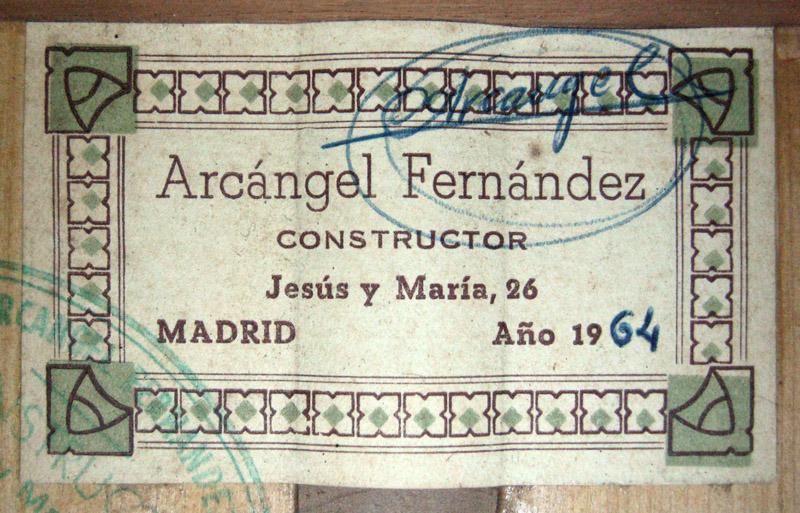 Arcángel
Arcángel Fernández
CONSTRUCTOR
Jesús y María, 26
MADRID Año 1964